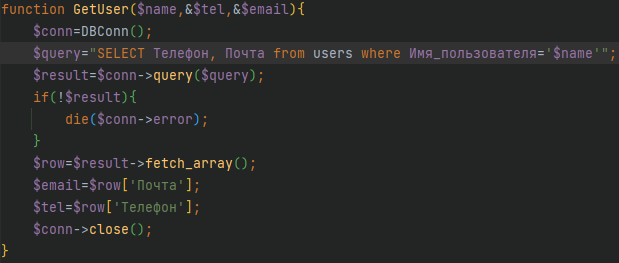 function GetUser($name,&$tel,&$email){
$conn=DBConn();
$query="SELECT Телефон, Почта from users where Имя_пользователя='$name'";
$result=$conn->query($query);
if(!$result){
die($conn->error);
}
$row=$result->fetch_array();
$email=$row['Почта'];
$tel=$row['Телефон'];
$conn->close();
}